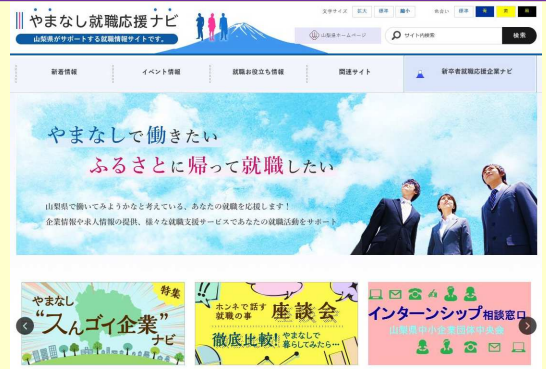 やまなし就職応援ナビ
山梨県がサポートする就職情報サイトです。
文字サイズ 拡大 標準 縮小 色合い 標準 青 黄 黒
山梨県ホームページ サイト内検索 検索
新着情報 イベント情報 就職お役立ち情報 関連サイト 新卒者就職応援企業ナビ
やまなしで働きたい
ふるさとに帰って就職したい
山梨県で働いてみようかなと考えている、あなたの就職を応援します！
企業情報や求人情報の提供、様々な就職支援サービスであなたの就職活動をサポート
特集
やまなし
“スんゴイ企業”
ナビ
ホンネで話す
就職の事
座談会
徹底比較!
やまなしで
暮らしてみたら…
インターンシップ相談窓口
山梨県中小企業団体中央会